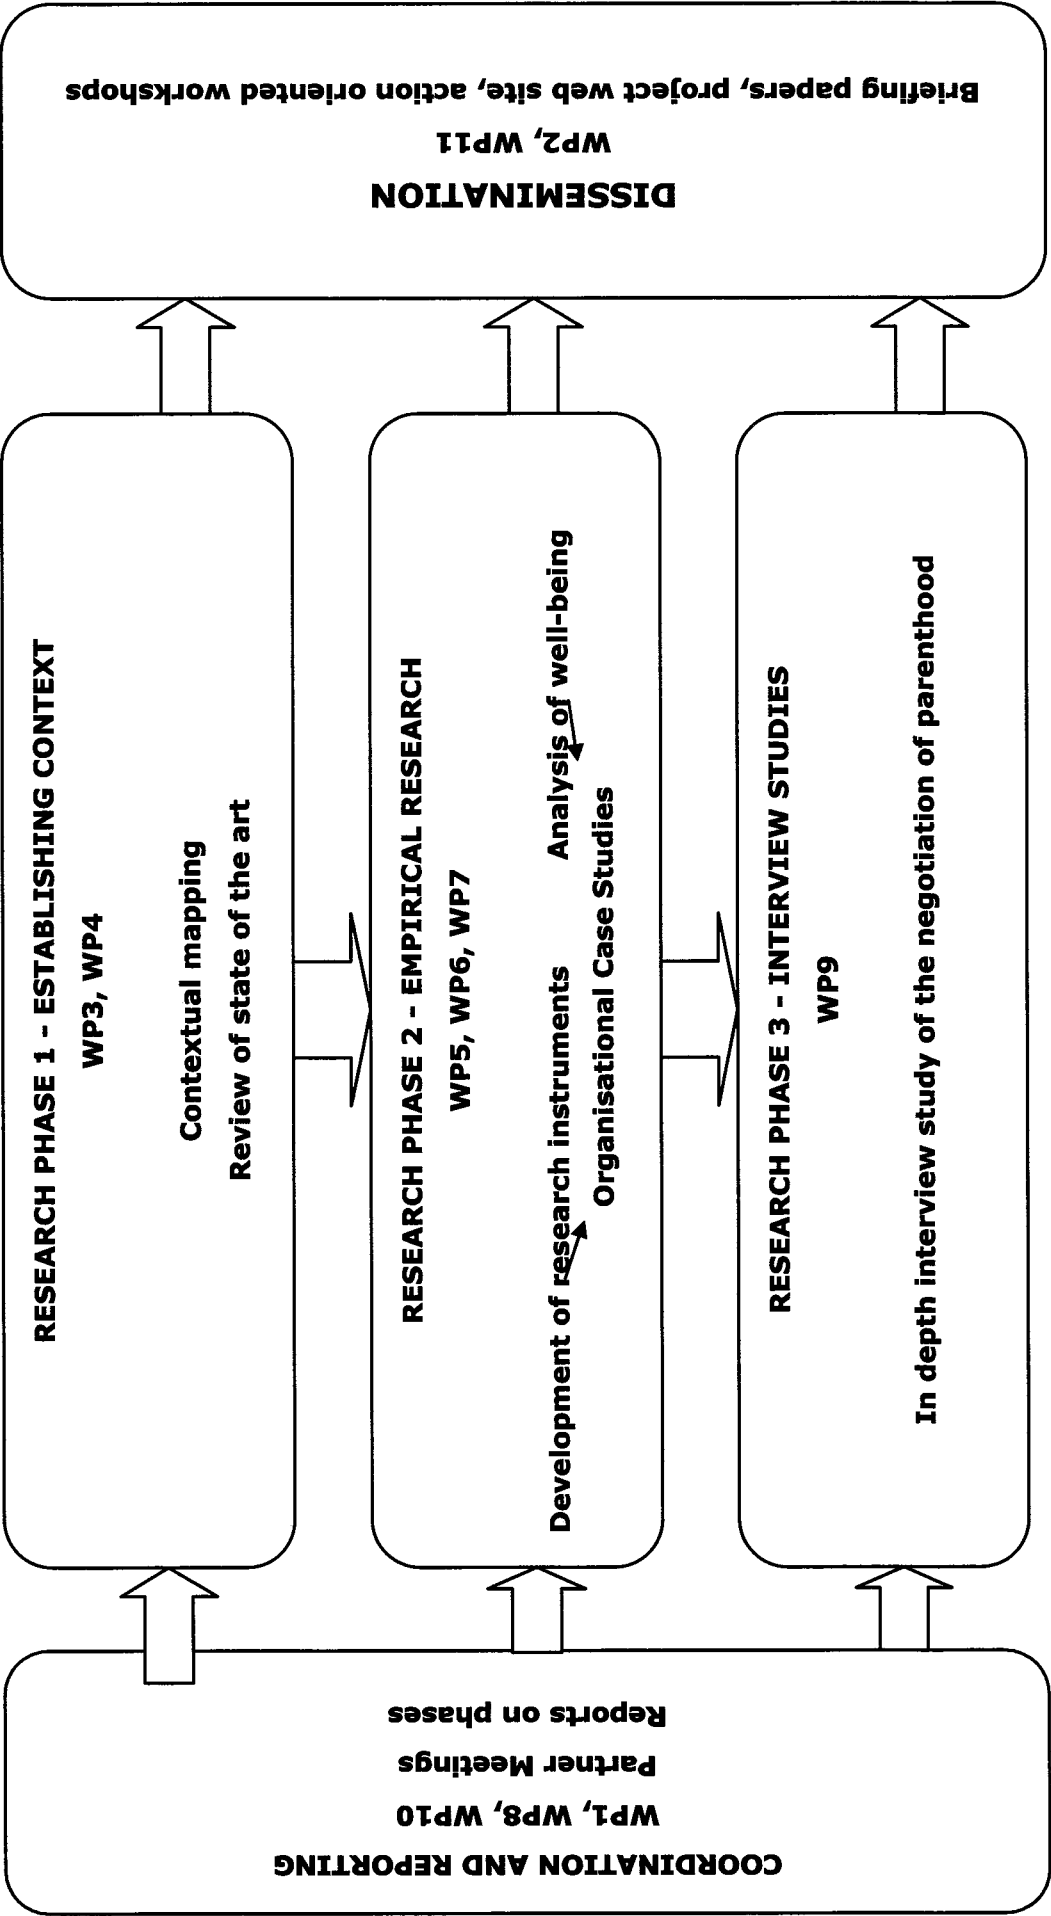 COORDINATION AND REPORTING
WP1, WP8, WP10
Partner Meetings
Reports on phases
RESEARCH PHASE 1 - ESTABLISHING CONTEXT
WP3, WP4
Contextual mapping
Review of state of the art
RESEARCH PHASE 2 - EMPIRICAL RESEARCH
WP5, WP6, WP7
Development of research instruments Analysis of well-being
Organisational Case Studies
RESEARCH PHASE 3 - INTERVIEW STUDIES
WP9
In depth interview study of the negotiation of parenthood
DISSEMINATION
WP2, WP11
Briefing papers, project web site, action oriented workshops